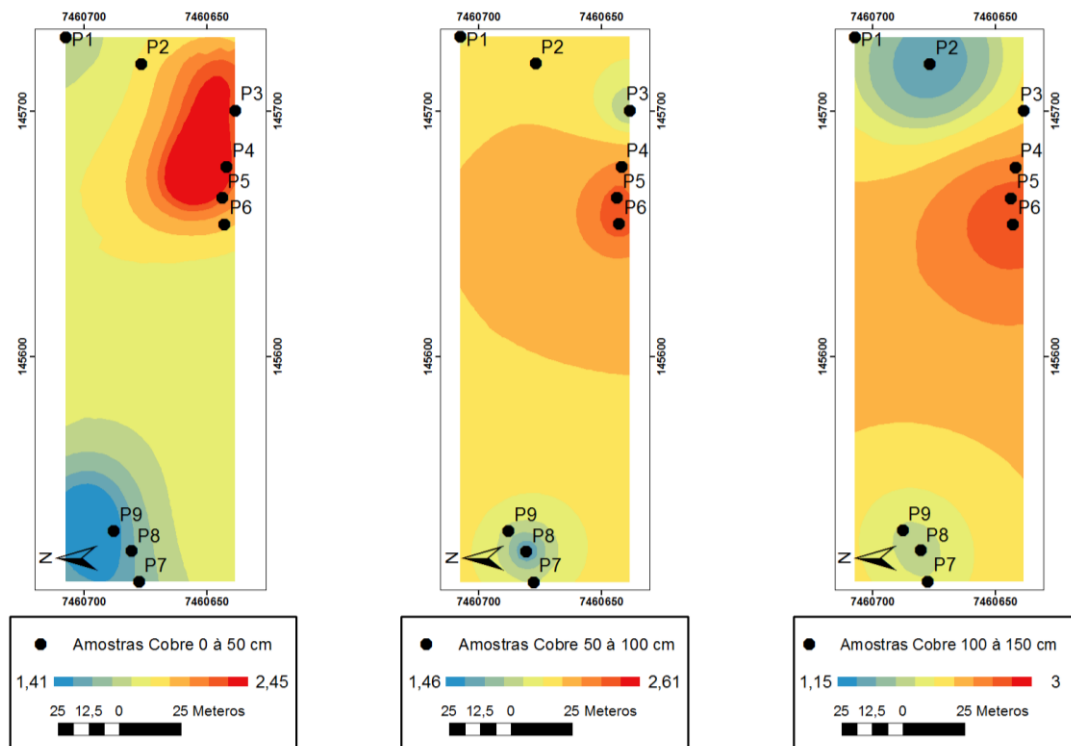 7460700 7460650
P1
P2
P3
P4
P5
P6
P9
P8
P7
N
145700 145700
145600 145600
7460700 7460650
Amostras Cobre 0 à 50 cm
1,41 2,45
25 12,5 0 25 Meteros
7460700 7460650
P1
P2
P3
P4
P5
P6
P9
P8
P7
N
145700 145700
145600 145600
7460700 7460650
Amostras Cobre 50 à 100 cm
1,46 2,61
25 12,5 0 25 Meteros
7460700 7460650
P1
P2
P3
P4
P5
P6
P9
P8
P7
N
145700 145700
145600 145600
7460700 7460650
Amostras Cobre 100 à 150 cm
1,15 3
25 12,5 0 25 Meteros